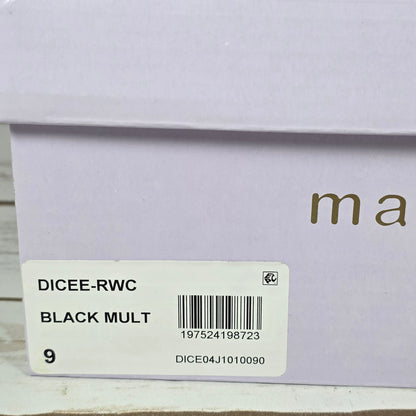 ma
DICEE-RWC
BLACK MULT
197524198723
9
DICE04J1010090